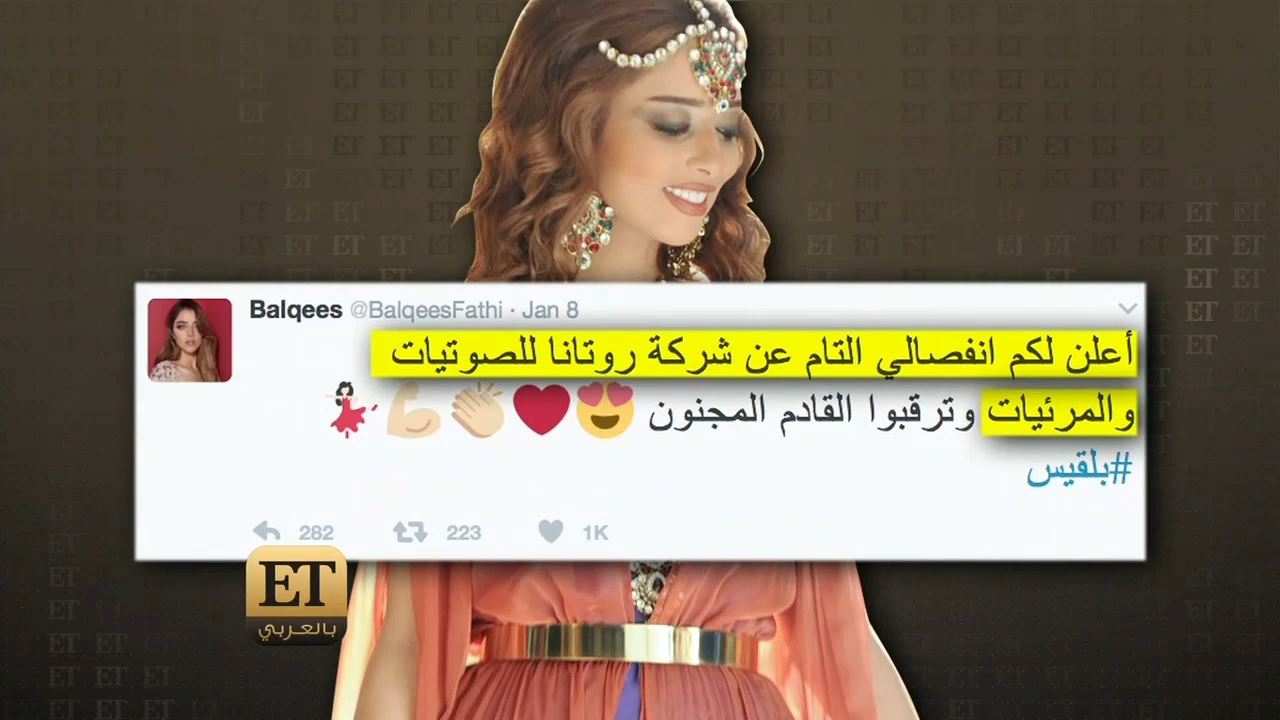 Balqees @BalqeesFathi · Jan 8
أعلن لكم انفصالي التام عن شركة روتانا للصوتيات
والمرئيات وترقبوا القادم المجنون 😍❤️👏🏼💪🏼💃🏻
#بلقيس
282 223 1K
ET
بالعربي